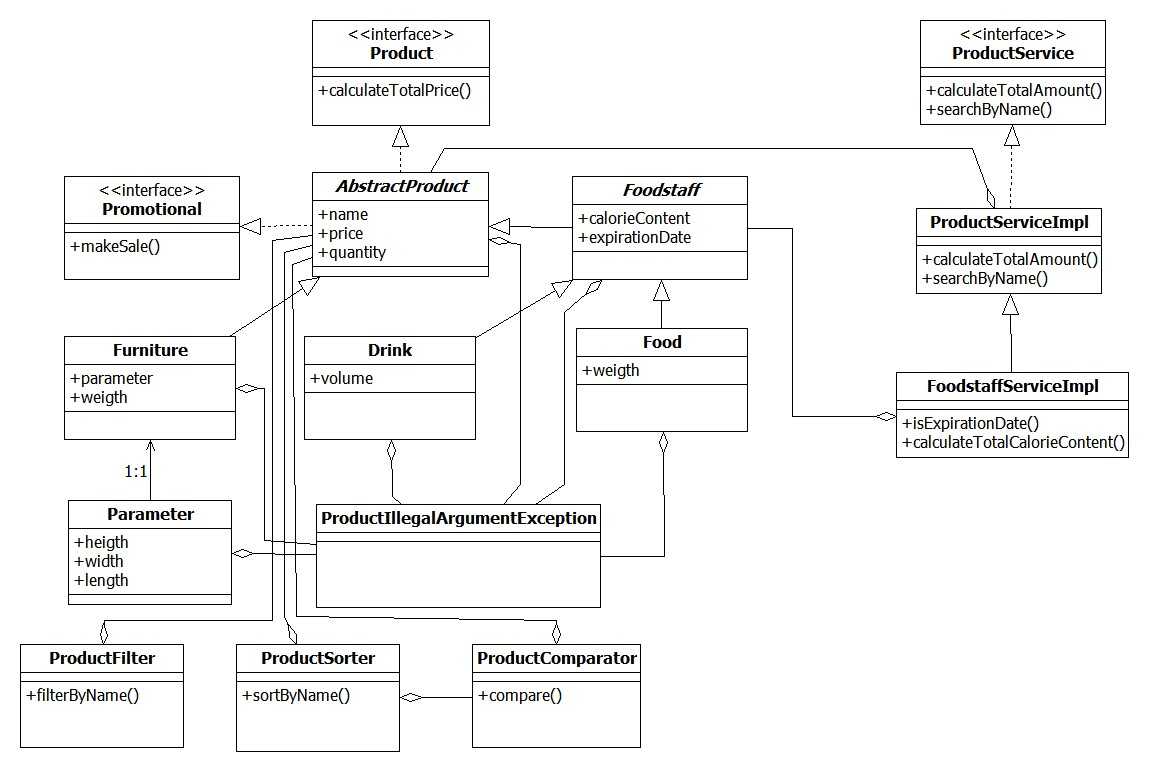 <<interface>>
Product
+calculateTotalPrice()
<<interface>>
ProductService
+calculateTotalAmount()
+searchByName()
<<interface>>
Promotional
+makeSale()
AbstractProduct
+name
+price
+quantity
Foodstaff
+calorieContent
+expirationDate
ProductServiceImpl
+calculateTotalAmount()
+searchByName()
Furniture
+parameter
+weigth
Drink
+volume
Food
+weigth
FoodstaffServiceImpl
+isExpirationDate()
+calculateTotalCalorieContent()
1:1
Parameter
+heigth
+width
+length
ProductIllegalArgumentException
ProductFilter
+filterByName()
ProductSorter
+sortByName()
ProductComparator
+compare()